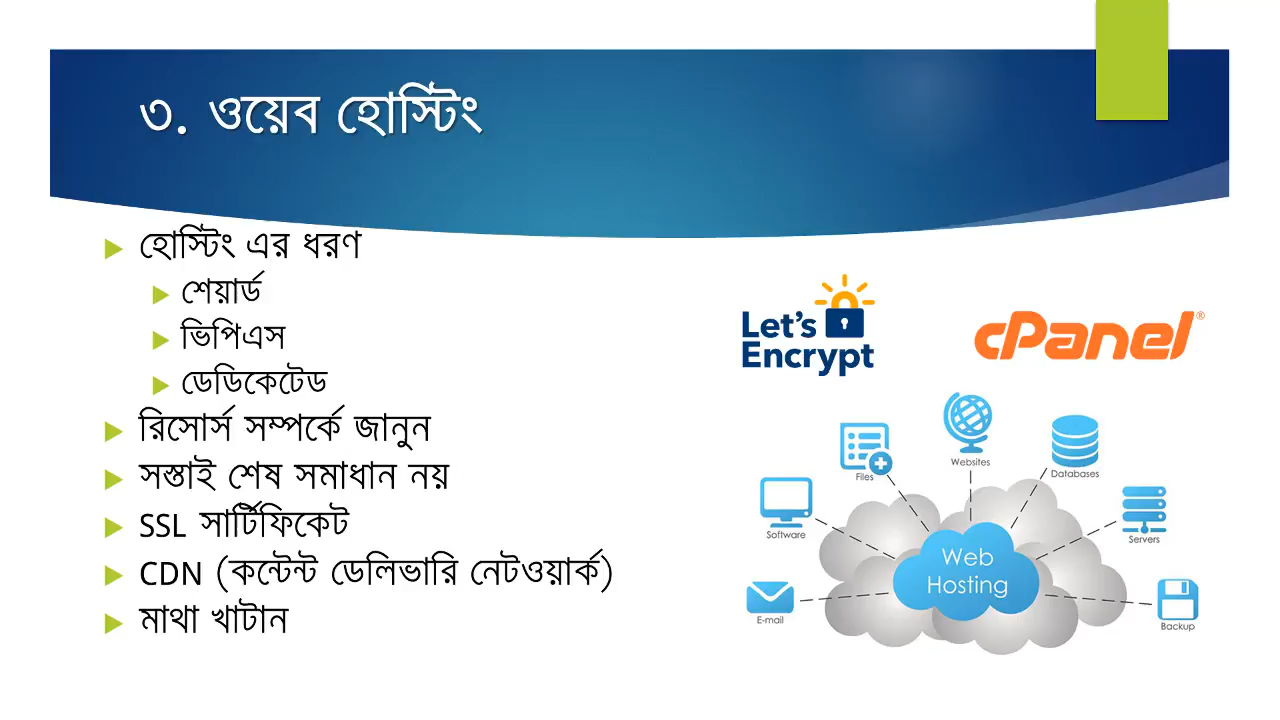 ৩. ওয়েব হোস্টিং
হোস্টিং এর ধরণ
শেয়ার্ড
ভিপিএস
ডেডিকেটেড
রিসোর্স সম্পর্কে জানুন
সস্তাই শেষ সমাধান নয়
SSL সার্টিফিকেট
CDN (কন্টেন্ট ডেলিভারি নেটওয়ার্ক)
মাথা খাটান
Let's
Encrypt
cPanel®
Websites
Files
Databases
Software
Servers
Web
Hosting
E-mail
Backup